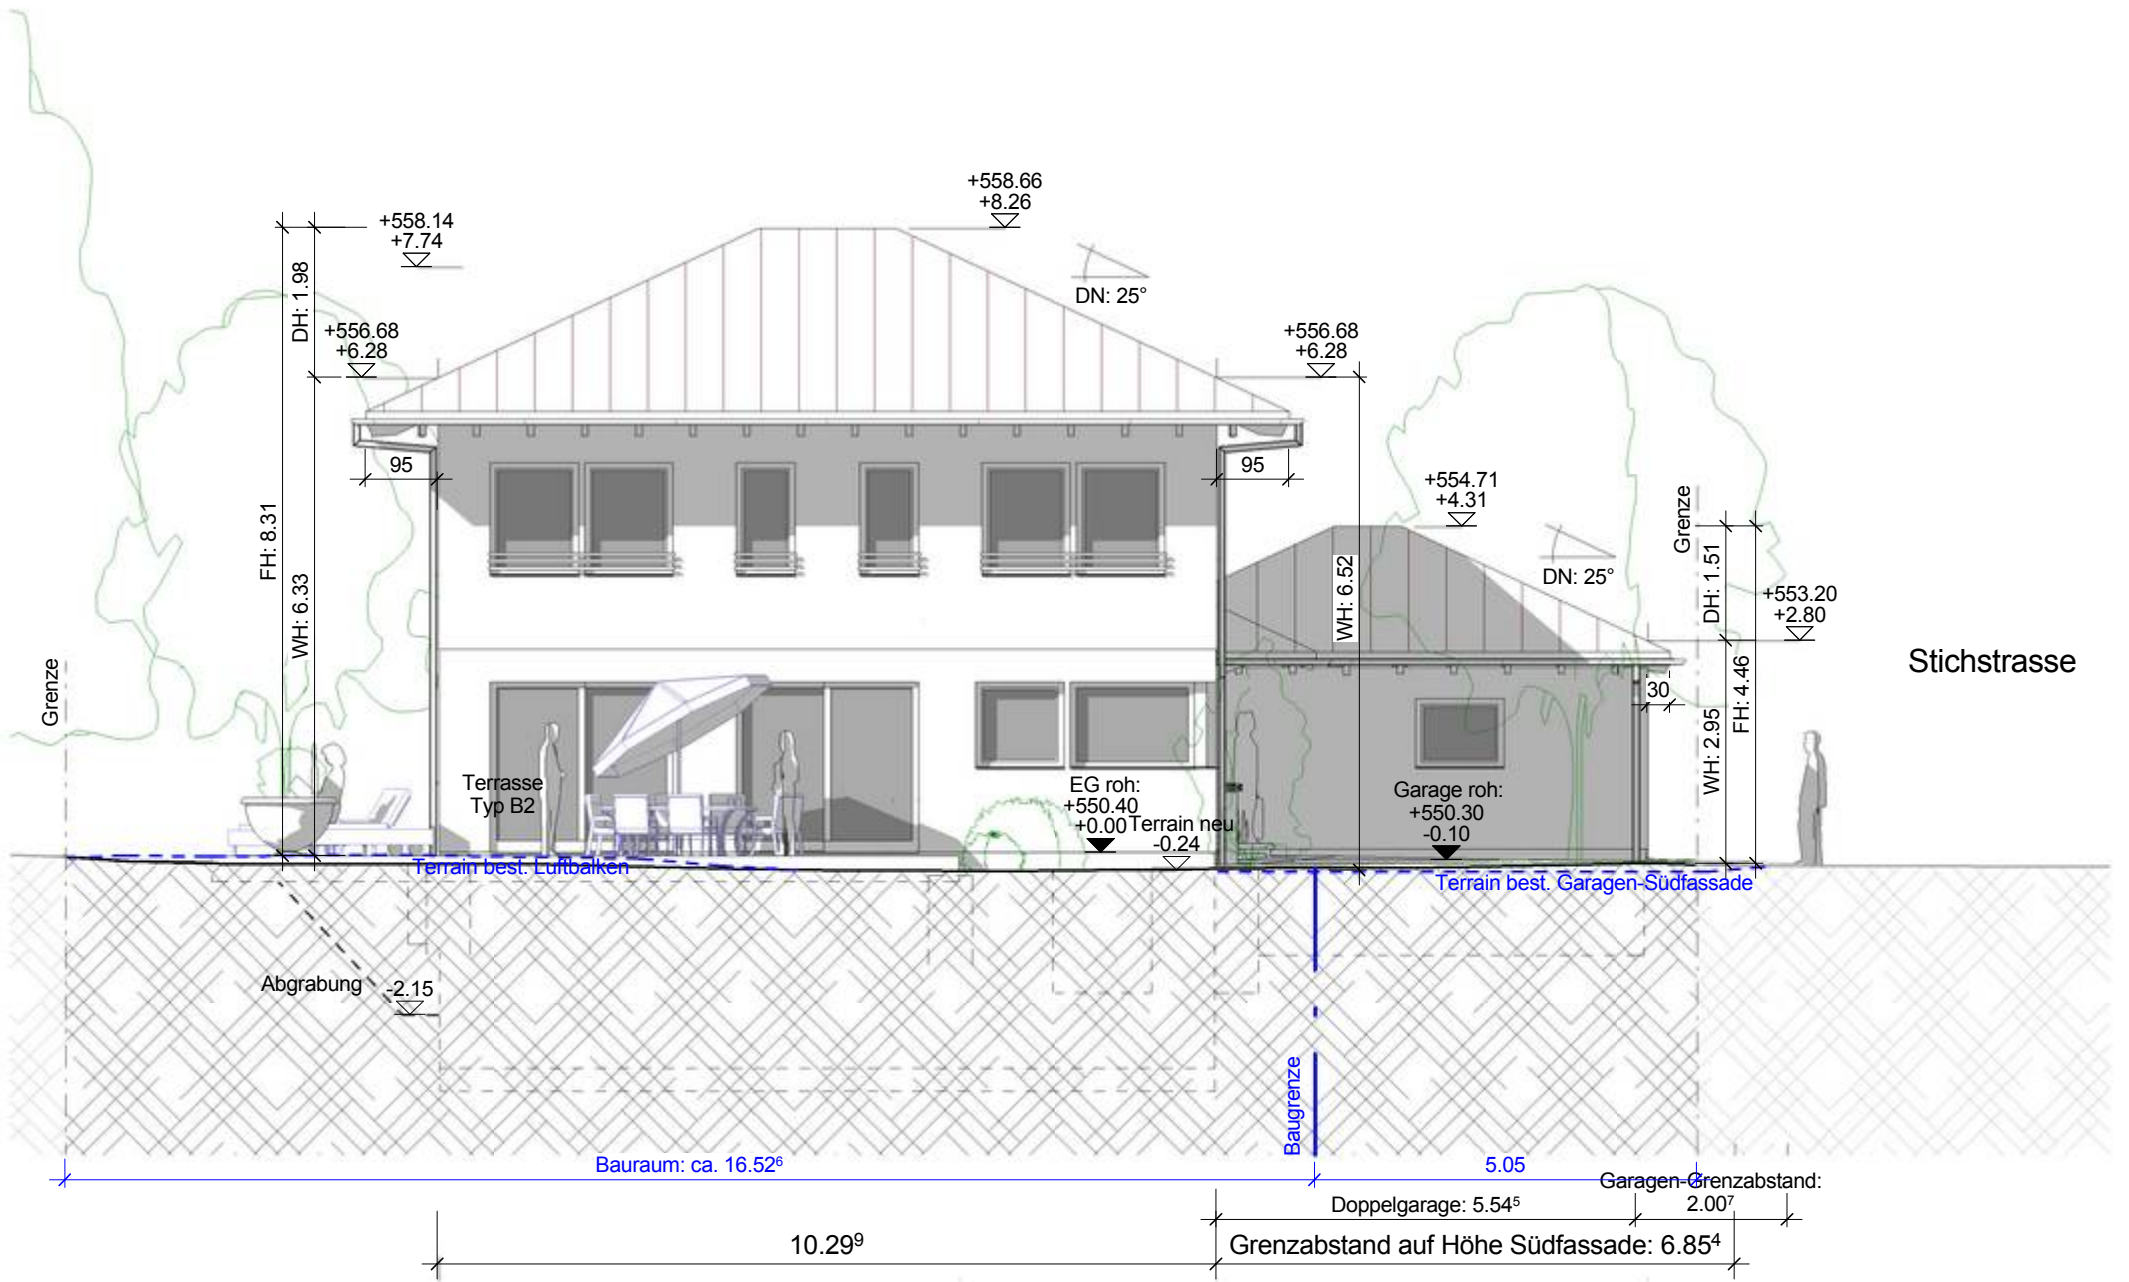 +558.66
+8.26
+558.14
+7.74
DH: 1.98
DN: 25°
+556.68
+6.28
+556.68
+6.28
95
95
+554.71
+4.31
Grenze
FH: 8.31
WH: 6.33
WH: 6.52
DN: 25°
DH: 1.51
+553.20
+2.80
Stichstrasse
Grenze
30
WH: 2.95
FH: 4.46
Terrasse
Typ B2
EG roh:
+550.40
+0.00
Terrain neu
-0.24
Garage roh:
+550.30
-0.10
Terrain best. Luftbalken
Terrain best. Garagen-Südfassade
Abgrabung
-2.15
Baugrenze
Bauraum: ca. 16.52⁶
5.05
Garagen-Grenzabstand:
2.00⁷
Doppelgarage: 5.54⁵
10.29⁹
Grenzabstand auf Höhe Südfassade: 6.85⁴